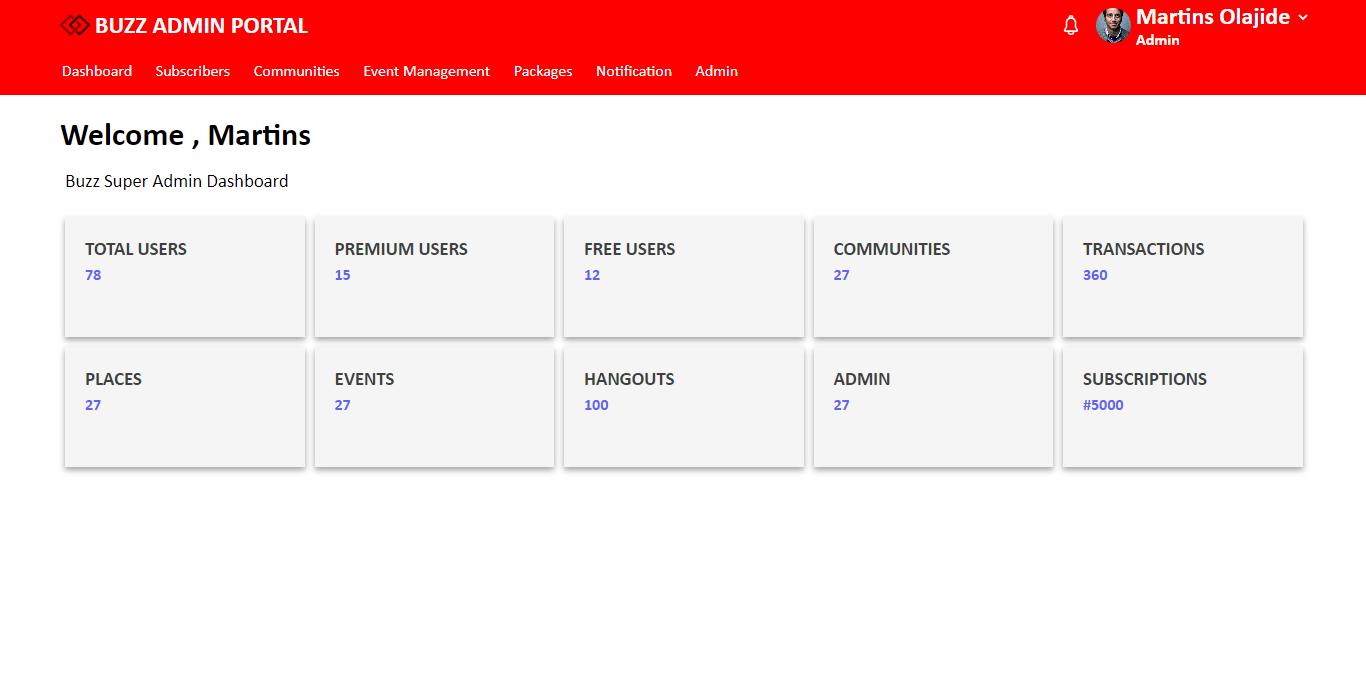 BUZZ ADMIN PORTAL
Martins Olajide
Admin
Dashboard Subscribers Communities Event Management Packages Notification Admin
Welcome , Martins
Buzz Super Admin Dashboard
TOTAL USERS PREMIUM USERS FREE USERS COMMUNITIES TRANSACTIONS
78 15 12 27 360
PLACES EVENTS HANGOUTS ADMIN SUBSCRIPTIONS
27 27 100 27 #5000